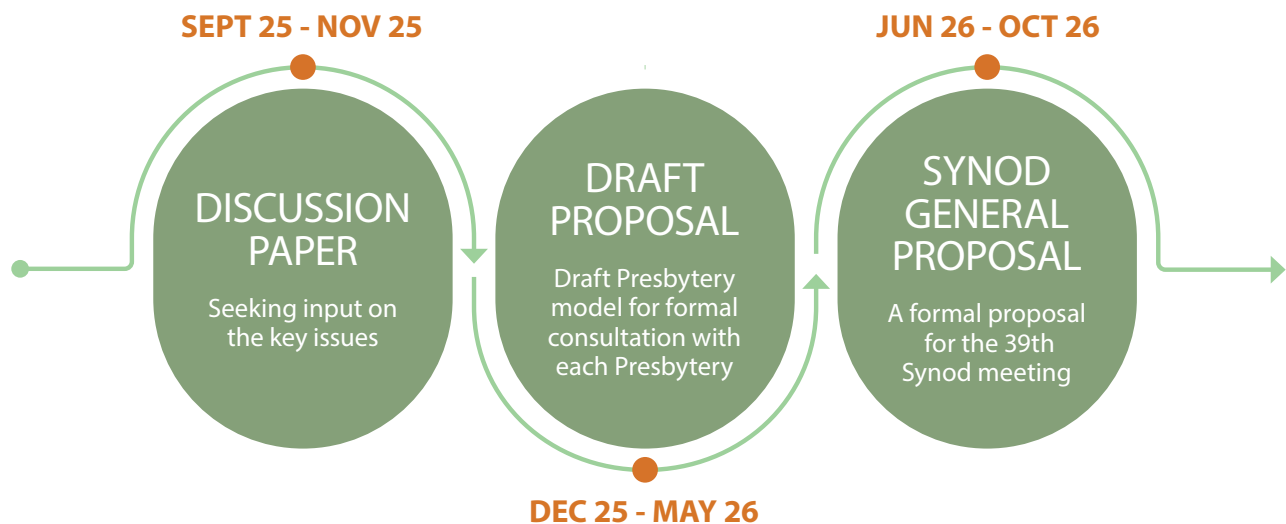 SEPT 25 - NOV 25
DISCUSSION
PAPER
Seeking input on
the key issues
DRAFT
PROPOSAL
Draft Presbytery
model for formal
consultation with
each Presbytery
DEC 25 - MAY 26
JUN 26 - OCT 26
SYNOD
GENERAL
PROPOSAL
A formal proposal
for the 39th
Synod meeting